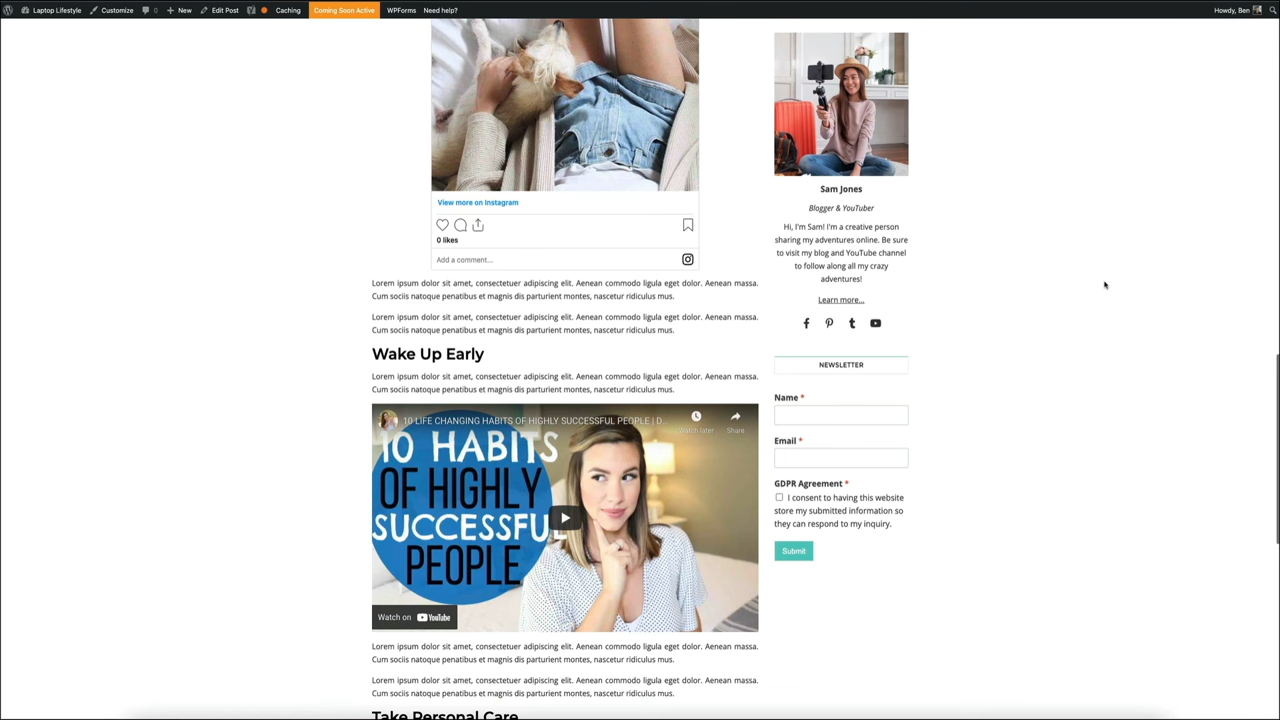 Laptop Lifestyle
Customize
0
New
Edit Post
Caching
Coming Soon Active
WPForms
Need help?
Howdy, Ben
View more on Instagram
0 likes
Add a comment...
Lorem ipsum dolor sit amet, consectetuer adipiscing elit. Aenean commodo ligula eget dolor. Aenean massa.
Cum sociis natoque penatibus et magnis dis parturient montes, nascetur ridiculus mus.
Lorem ipsum dolor sit amet, consectetuer adipiscing elit. Aenean commodo ligula eget dolor. Aenean massa.
Cum sociis natoque penatibus et magnis dis parturient montes, nascetur ridiculus mus.
Wake Up Early
Lorem ipsum dolor sit amet, consectetuer adipiscing elit. Aenean commodo ligula eget dolor. Aenean massa.
Cum sociis natoque penatibus et magnis dis parturient montes, nascetur ridiculus mus.
10 LIFE CHANGING HABITS OF HIGHLY SUCCESSFUL PEOPLE | D...
Watch later
Share
10 HABITS
OF HIGHLY
SUCCESSFUL
PEOPLE
Watch on YouTube
Lorem ipsum dolor sit amet, consectetuer adipiscing elit. Aenean commodo ligula eget dolor. Aenean massa.
Cum sociis natoque penatibus et magnis dis parturient montes, nascetur ridiculus mus.
Lorem ipsum dolor sit amet, consectetuer adipiscing elit. Aenean commodo ligula eget dolor. Aenean massa.
Cum sociis natoque penatibus et magnis dis parturient montes, nascetur ridiculus mus.
Take Personal Care
Sam Jones
Blogger & YouTuber
Hi, I'm Sam! I'm a creative person
sharing my adventures online. Be sure
to visit my blog and YouTube channel
to follow along all my crazy
adventures!
Learn more...
NEWSLETTER
Name *
Email *
GDPR Agreement *
I consent to having this website
store my submitted information so
they can respond to my inquiry.
Submit